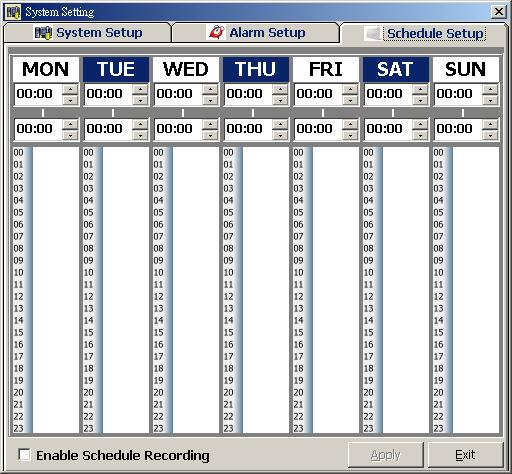 System Setting
System Setup Alarm Setup Schedule Setup
MON TUE WED THU FRI SAT SUN
00:00 00:00 00:00 00:00 00:00 00:00 00:00
00:00 00:00 00:00 00:00 00:00 00:00 00:00
00 00 00 00 00 00 00
01 01 01 01 01 01 01
02 02 02 02 02 02 02
03 03 03 03 03 03 03
04 04 04 04 04 04 04
05 05 05 05 05 05 05
06 06 06 06 06 06 06
07 07 07 07 07 07 07
08 08 08 08 08 08 08
09 09 09 09 09 09 09
10 10 10 10 10 10 10
11 11 11 11 11 11 11
12 12 12 12 12 12 12
13 13 13 13 13 13 13
14 14 14 14 14 14 14
15 15 15 15 15 15 15
16 16 16 16 16 16 16
17 17 17 17 17 17 17
18 18 18 18 18 18 18
19 19 19 19 19 19 19
20 20 20 20 20 20 20
21 21 21 21 21 21 21
22 22 22 22 22 22 22
23 23 23 23 23 23 23
Enable Schedule Recording Apply Exit